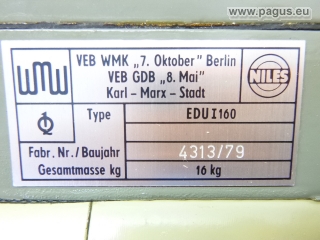 © www.pagus.eu
WMW
VEB WMK „7. Oktober" Berlin
VEB GDB „8. Mai"
Karl - Marx - Stadt
NILES
Type EDU I 160
Fabr. Nr./Baujahr 4313/79
Gesamtmasse kg 16 kg